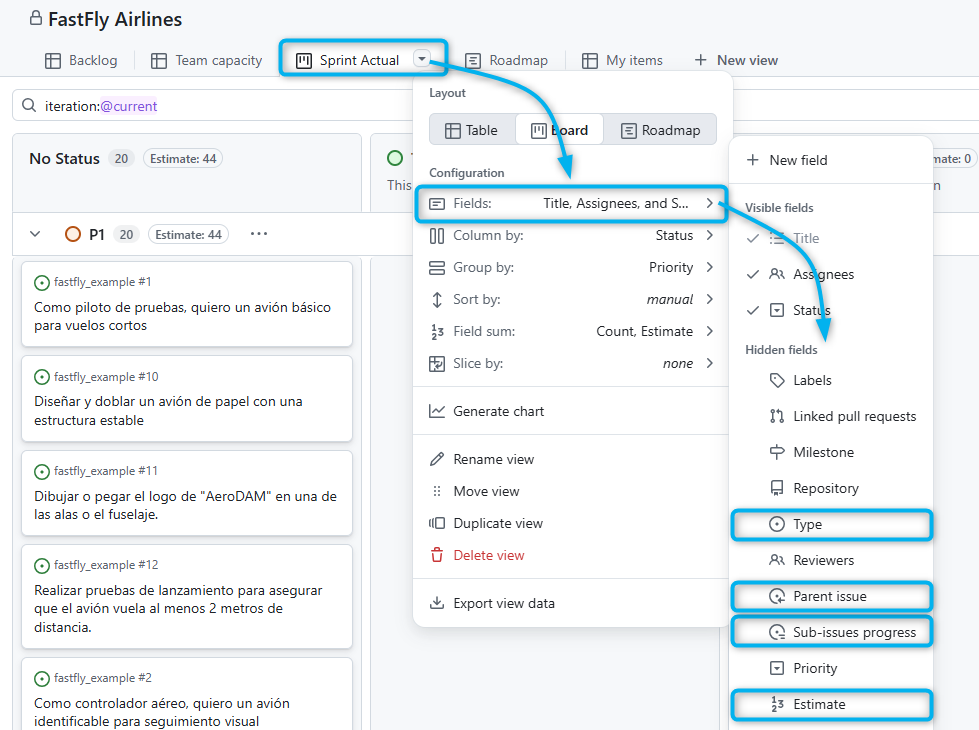 FastFly Airlines
Backlog
Team capacity
Sprint Actual
Roadmap
My items
New view
iteration:@current
No Status 20 Estimate: 44
This
mate: 0
n
P1 20 Estimate: 44
fastfly_example #1
Como piloto de pruebas, quiero un avión básico
para vuelos cortos
fastfly_example #10
Diseñar y doblar un avión de papel con una
estructura estable
fastfly_example #11
Dibujar o pegar el logo de "AeroDAM" en una de
las alas o el fuselaje.
fastfly_example #12
Realizar pruebas de lanzamiento para asegurar
que el avión vuela al menos 2 metros de
distancia.
fastfly_example #2
Como controlador aéreo, quiero un avión
identificable para seguimiento visual
Layout
Table
Board
Roadmap
Configuration
Fields: Title, Assignees, and S...
Column by: Status
Group by: Priority
Sort by: manual
Field sum: Count, Estimate
Slice by: none
Generate chart
Rename view
Move view
Duplicate view
Delete view
Export view data
New field
Visible fields
Title
Assignees
Status
Hidden fields
Labels
Linked pull requests
Milestone
Repository
Type
Reviewers
Parent issue
Sub-issues progress
Priority
Estimate